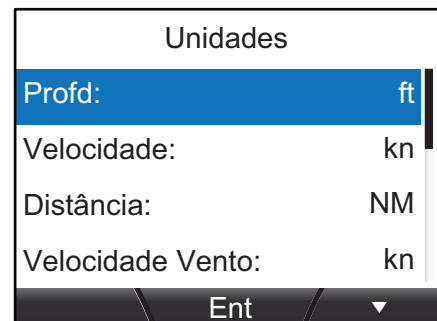 Unidades
Profd: ft
Velocidade: kn
Distância: NM
Velocidade Vento: kn
Ent